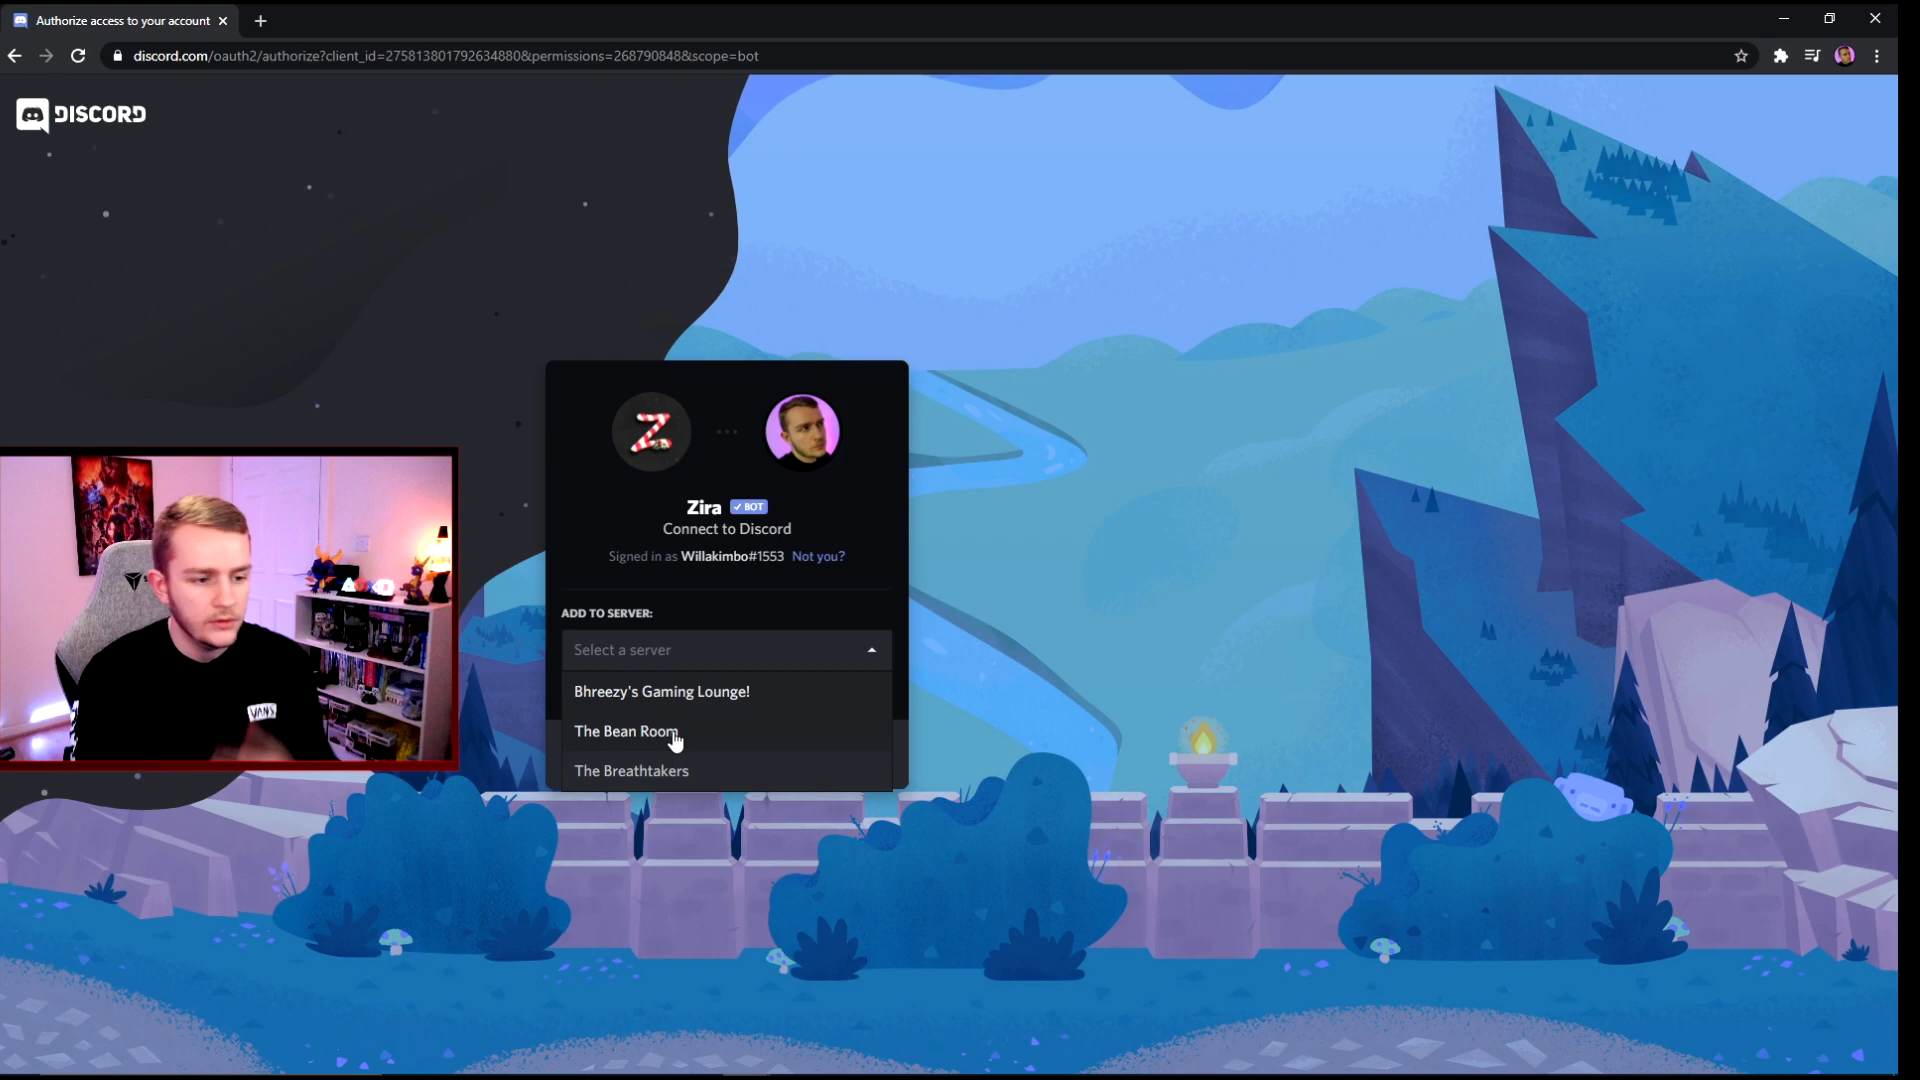 Authorize access to your account
discord.com/oauth2/authorize?client_id=275813801792634880&permissions=268790848&scope=bot
DISCORD
Z
Zira ✓ BOT
Connect to Discord
Signed in as Willakimbo#1553 Not you?
ADD TO SERVER:
Select a server
Bhreezy's Gaming Lounge!
The Bean Room
The Breathtakers
VANS